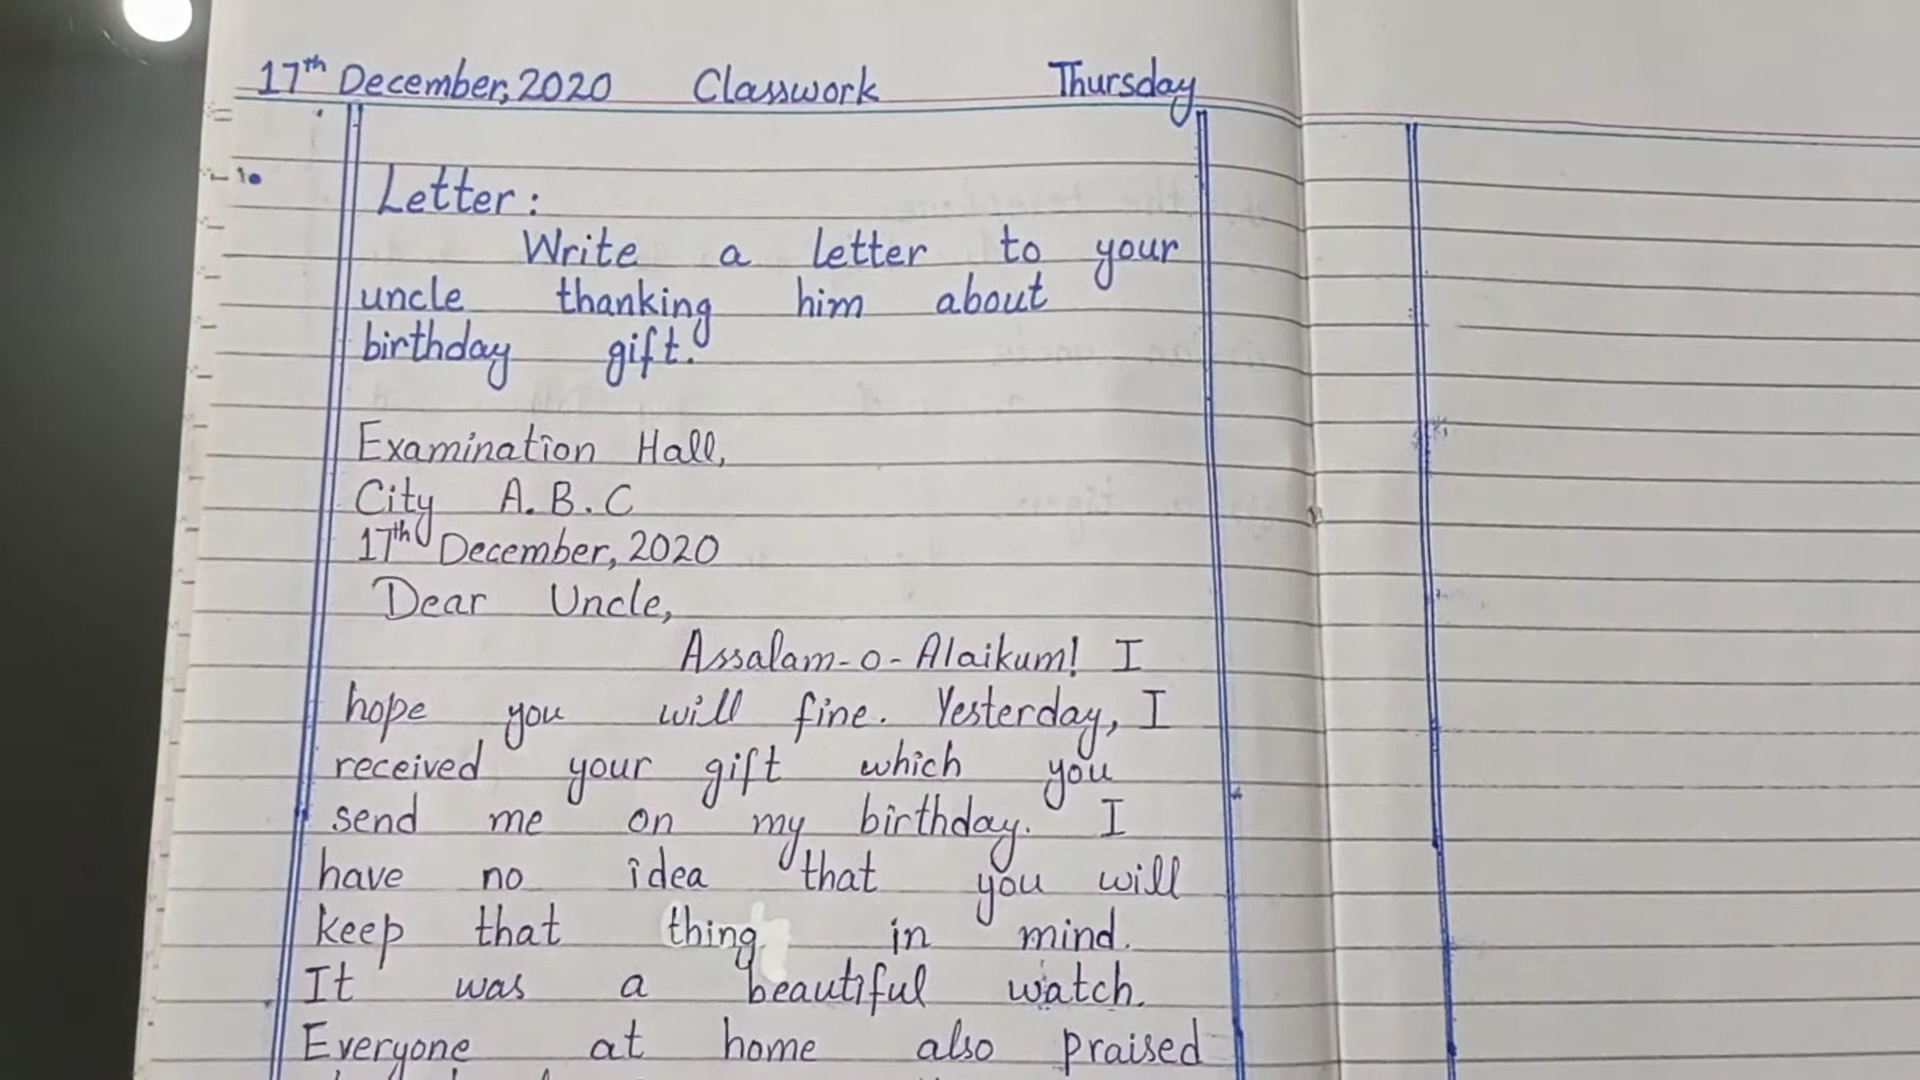 17th December, 2020 Classwork Thursday
Letter:
Write a letter to your
uncle thanking him about
birthday gift.
Examination Hall,
City A.B.C
17th December, 2020
Dear Uncle,
Assalam-o-Alaikum! I
hope you will fine. Yesterday, I
received your gift which you
send me on my birthday. I
have no idea that you will
keep that thing in mind.
It was a beautiful watch.
Everyone at home also praised